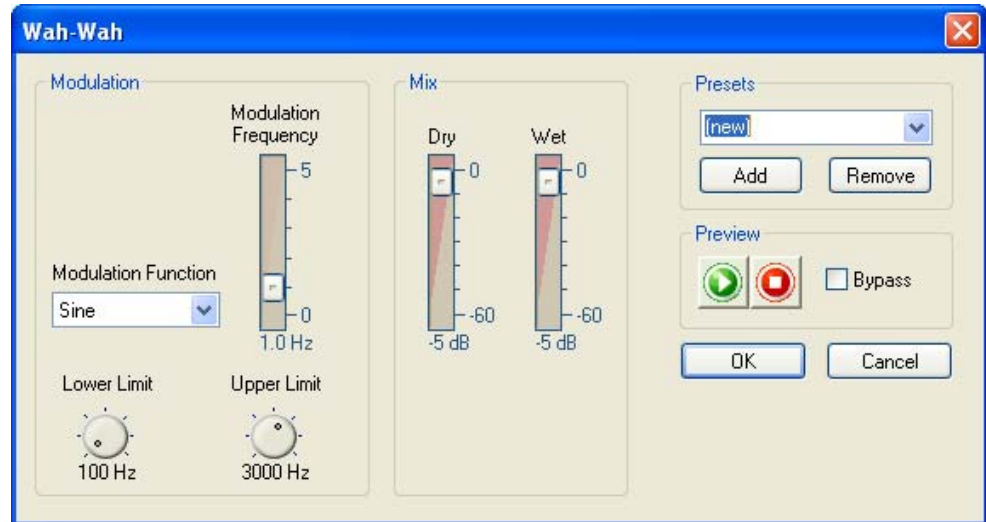 Wah-Wah
Modulation
Modulation
Frequency
5
0
1.0 Hz
Modulation Function
Sine
Lower Limit
100 Hz
Upper Limit
3000 Hz
Mix
Dry
0
-60
-5 dB
Wet
0
-60
-5 dB
Presets
(new)
Add
Remove
Preview
Bypass
OK
Cancel